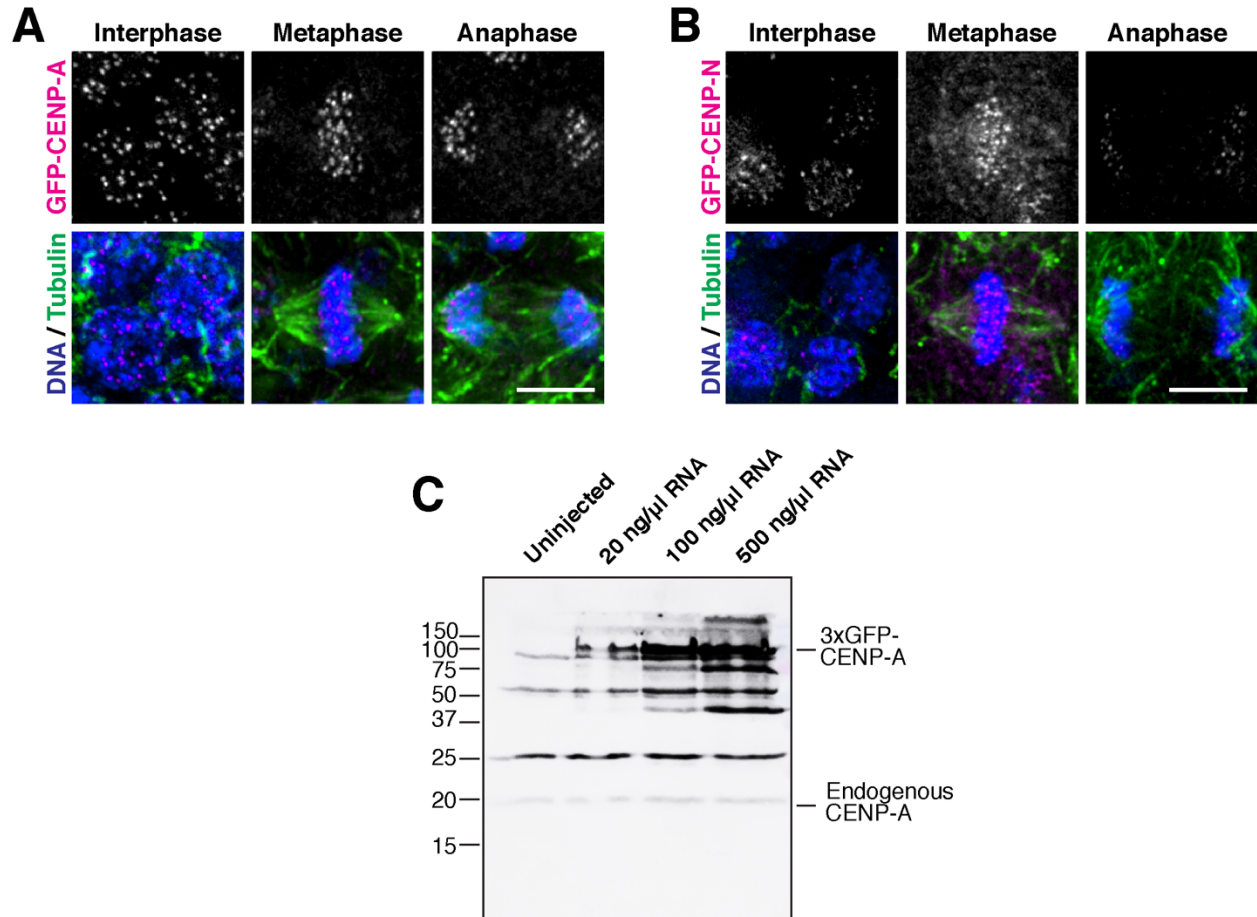 A
Interphase Metaphase Anaphase
GFP-CENP-A
DNA / Tubulin
B
Interphase Metaphase Anaphase
GFP-CENP-N
DNA / Tubulin
C
Uninjected
20 ng/µl RNA
100 ng/µl RNA
500 ng/µl RNA
150
100
75
50
37
25
20
15
3xGFP-
CENP-A
Endogenous
CENP-A